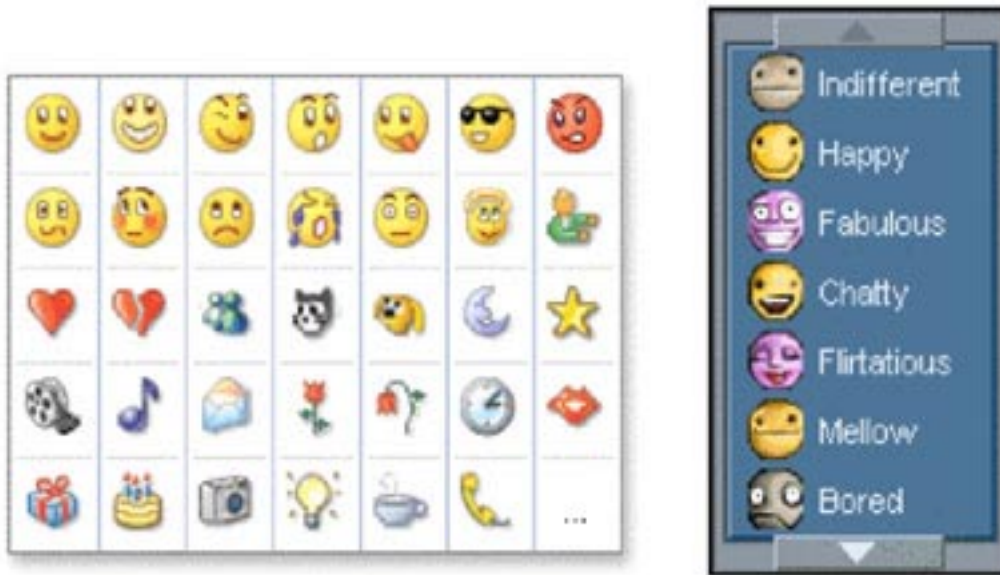 ...
Indifferent
Happy
Fabulous
Chatty
Flirtatious
Mellow
Bored